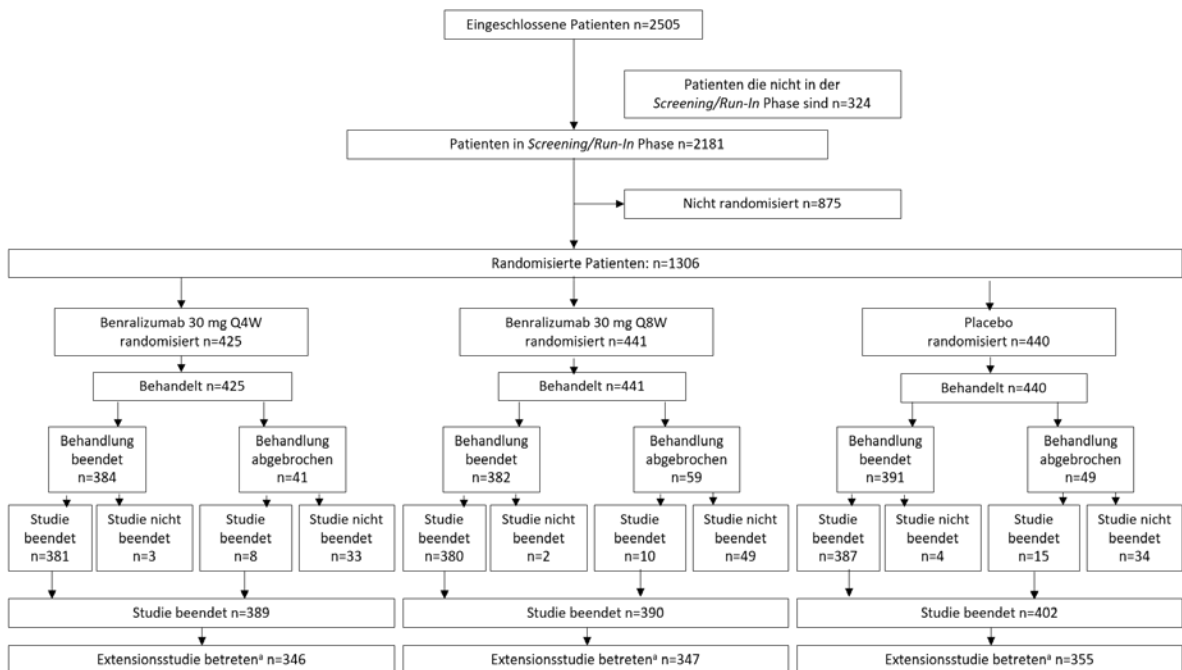 Eingeschlossene Patienten n=2505
Patienten die nicht in der
Screening/Run-In Phase sind n=324
Patienten in Screening/Run-In Phase n=2181
Nicht randomisiert n=875
Randomisierte Patienten: n=1306
Benralizumab 30 mg Q4W
randomisiert n=425
Benralizumab 30 mg Q8W
randomisiert n=441
Placebo
randomisiert n=440
Behandelt n=425
Behandelt n=441
Behandelt n=440
Behandlung
beendet
n=384
Behandlung
abgebrochen
n=41
Behandlung
beendet
n=382
Behandlung
abgebrochen
n=59
Behandlung
beendet
n=391
Behandlung
abgebrochen
n=49
Studie
beendet
n=381
Studie nicht
beendet
n=3
Studie
beendet
n=8
Studie nicht
beendet
n=33
Studie
beendet
n=380
Studie nicht
beendet
n=2
Studie
beendet
n=10
Studie nicht
beendet
n=49
Studie
beendet
n=387
Studie nicht
beendet
n=4
Studie
beendet
n=15
Studie nicht
beendet
n=34
Studie beendet n=389
Studie beendet n=390
Studie beendet n=402
Extensionsstudie betretenᵃ n=346
Extensionsstudie betretenᵃ n=347
Extensionsstudie betretenᵃ n=355